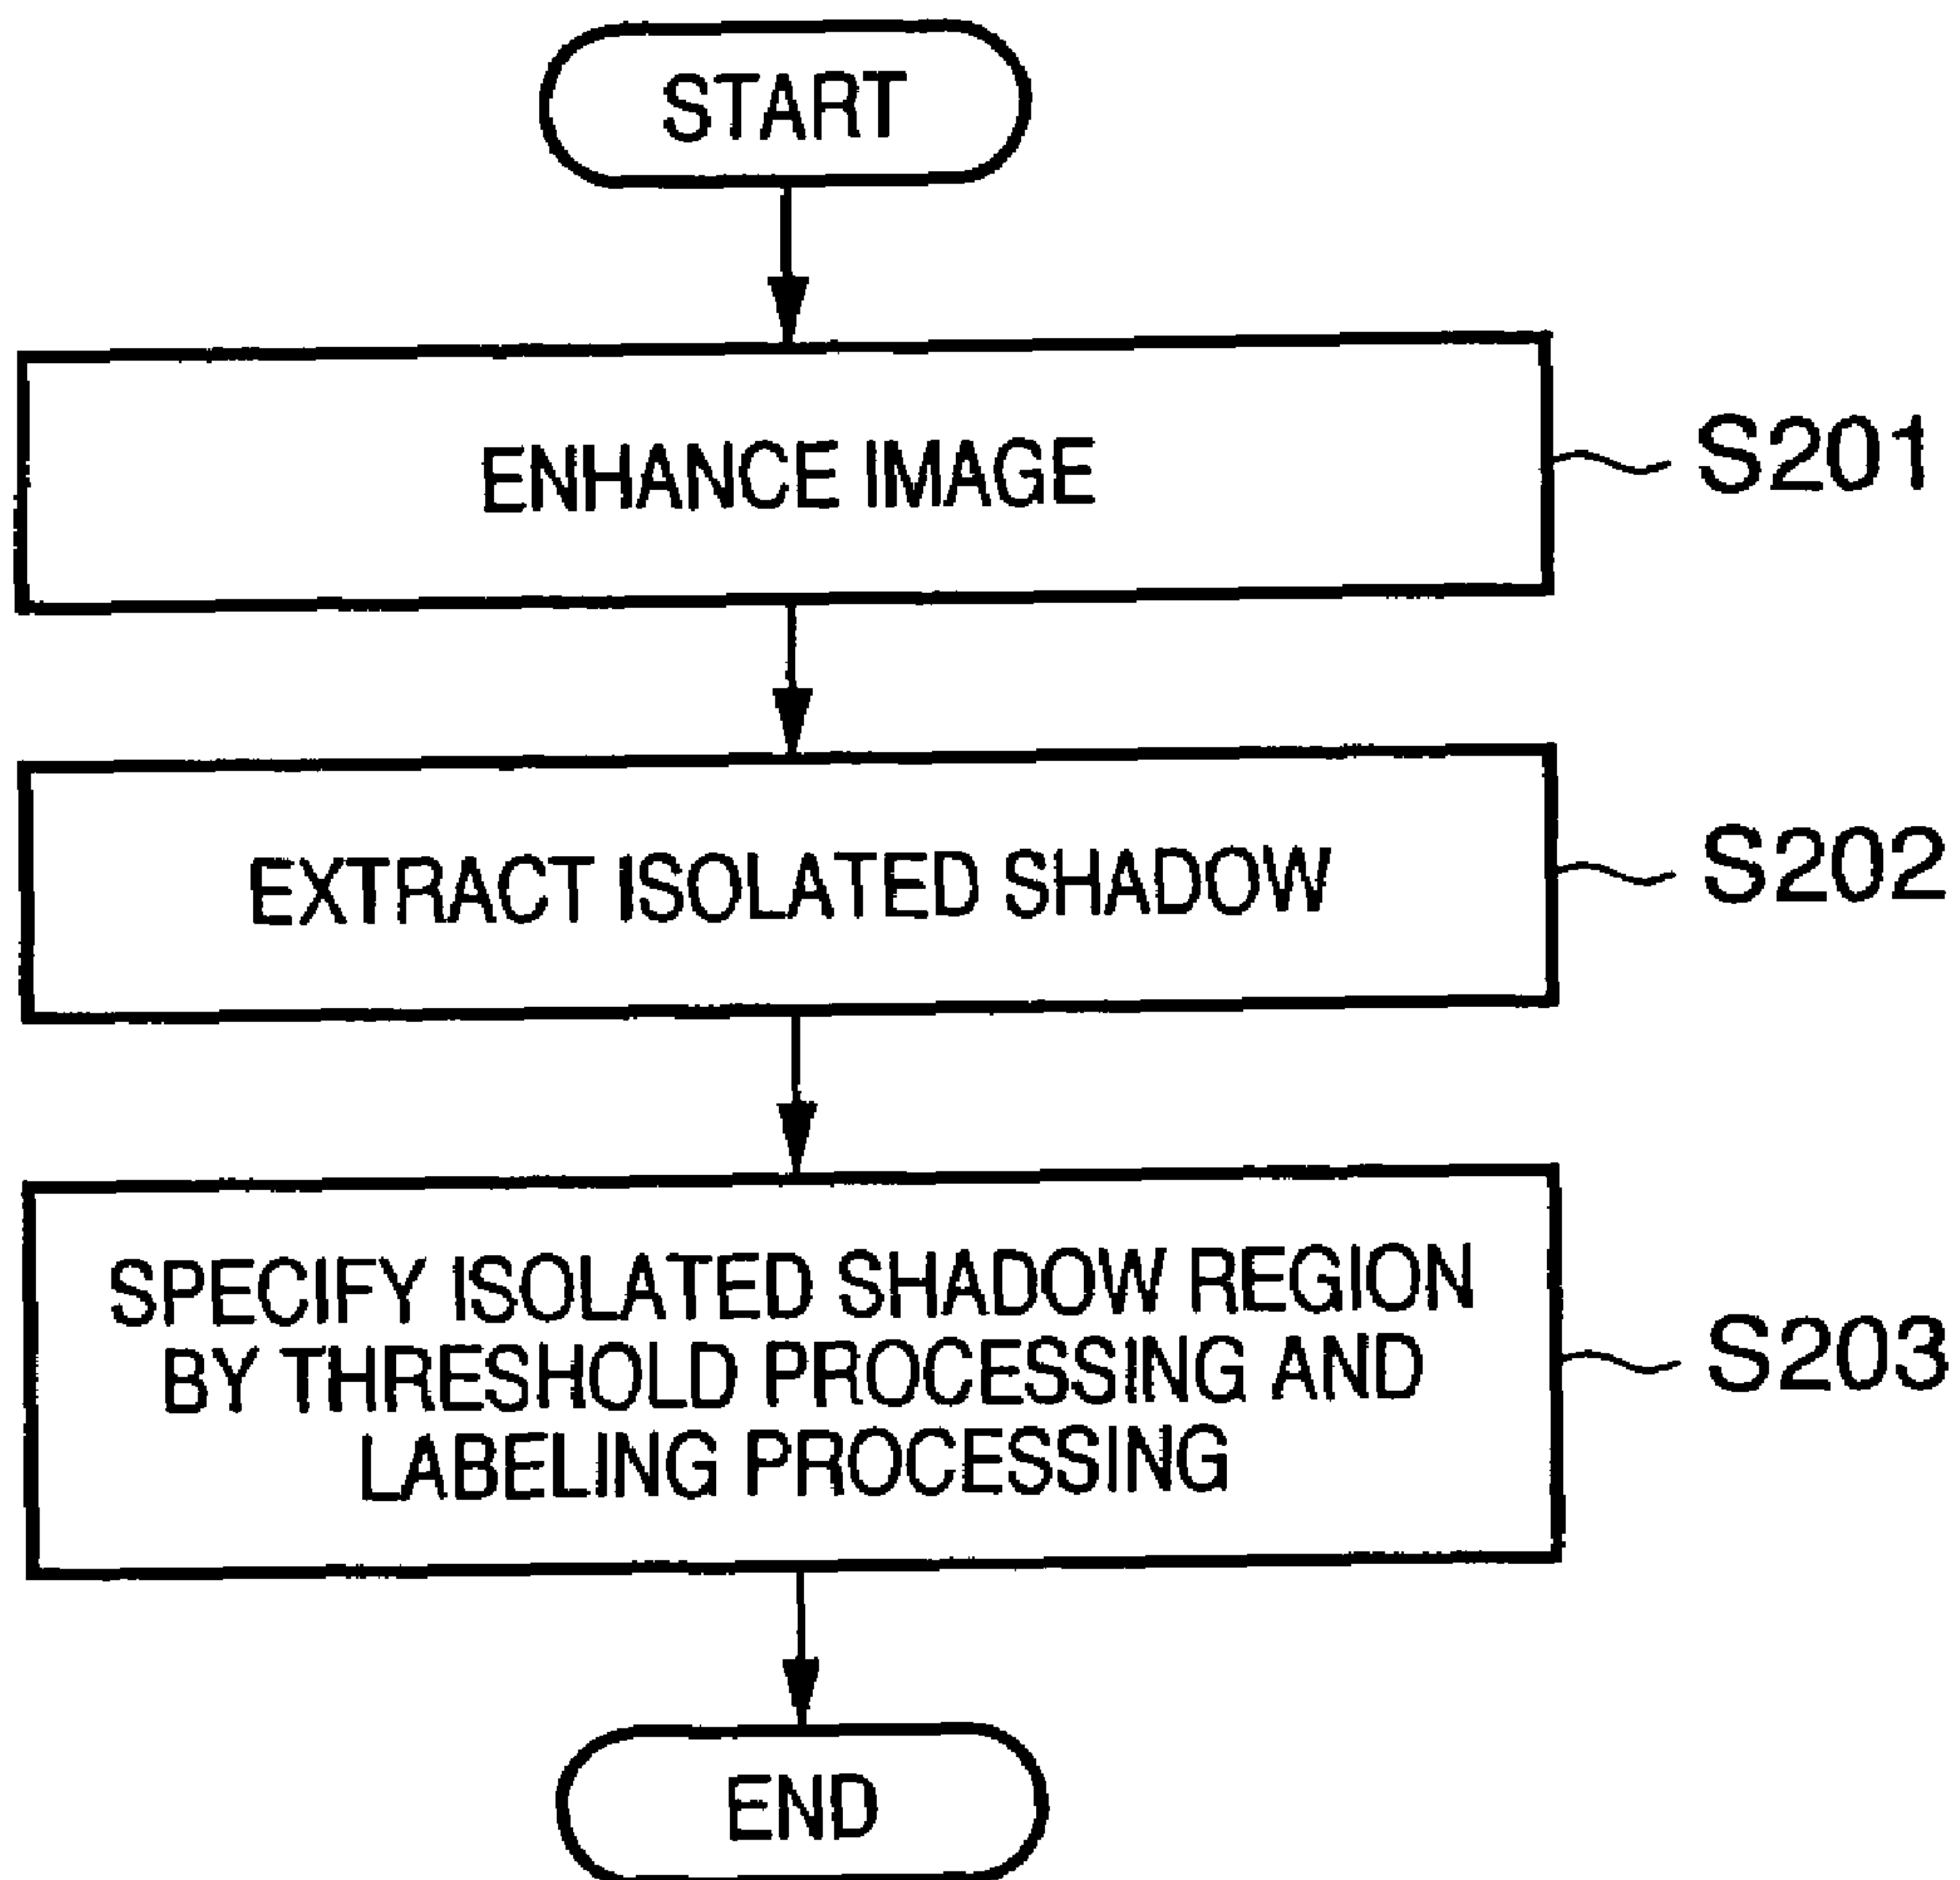 START
ENHANCE IMAGE
S201
EXTRACT ISOLATED SHADOW
S202
SPECIFY ISOLATED SHADOW REGION
BY THRESHOLD PROCESSING AND
LABELING PROCESSING
S203
END